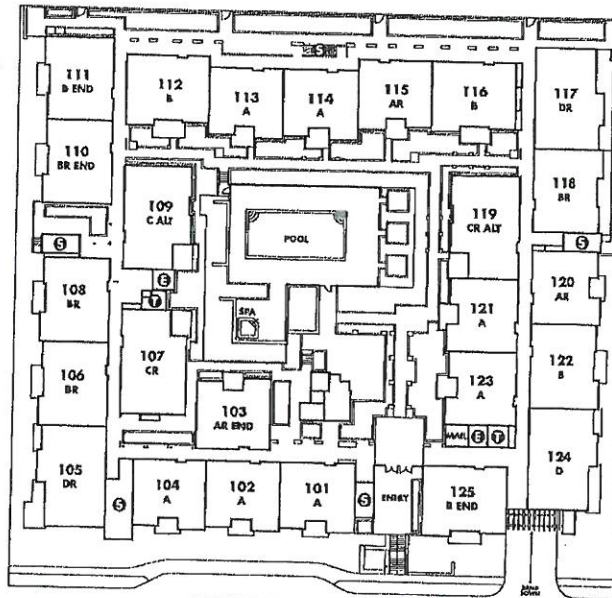 S
111
B END
112
B
113
A
114
A
115
AR
116
B
117
DR
110
BR END
109
C ALT
POOL
119
CR ALT
118
BR
S
E
T
S
108
BR
SPA
121
A
120
AR
107
CR
106
BR
103
AR END
123
A
122
B
MAIL E T
105
DR
S
104
A
102
A
101
A
S
ENTRY
125
B END
124
D